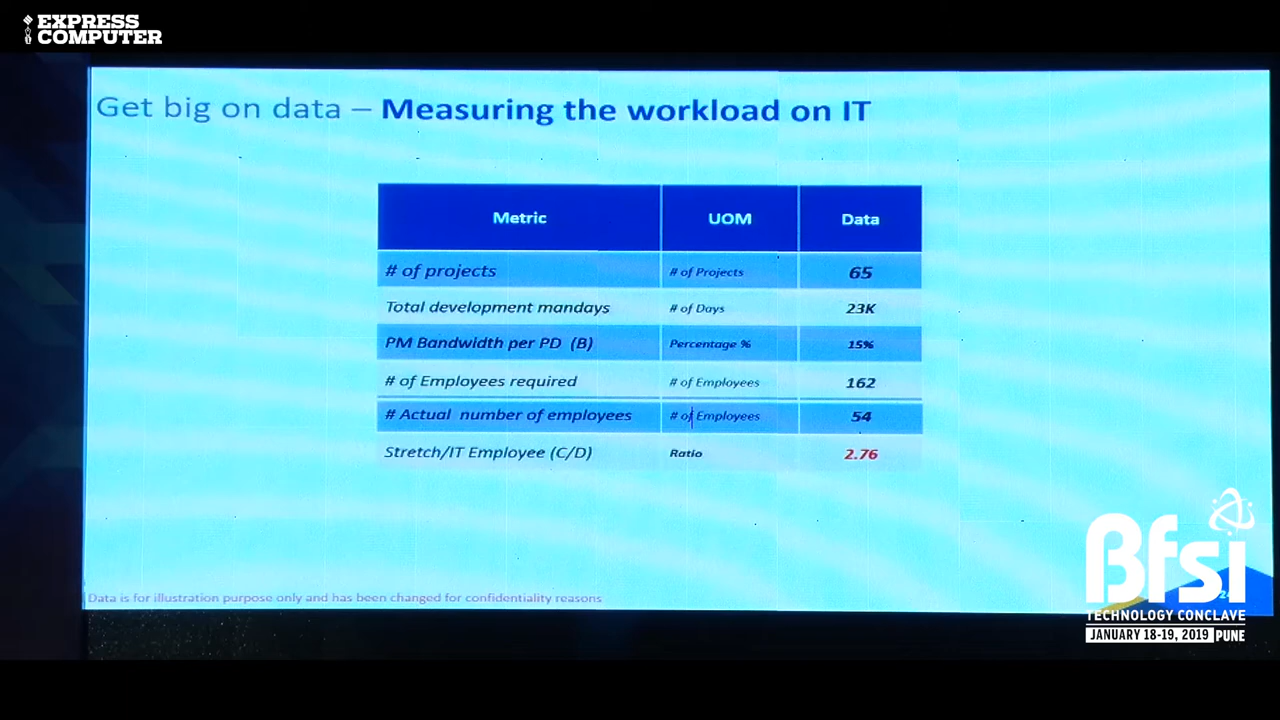 EXPRESS
COMPUTER
Get big on data – Measuring the workload on IT
Metric UOM Data
# of projects # of Projects 65
Total development mandays # of Days 23K
PM Bandwidth per PD (B) Percentage % 15%
# of Employees required # of Employees 162
# Actual number of employees # of Employees 54
Stretch/IT Employee (C/D) Ratio 2.76
Data is for illustration purpose only and has been changed for confidentiality reasons
Bfsi
TECHNOLOGY CONCLAVE
JANUARY 18-19, 2019 PUNE